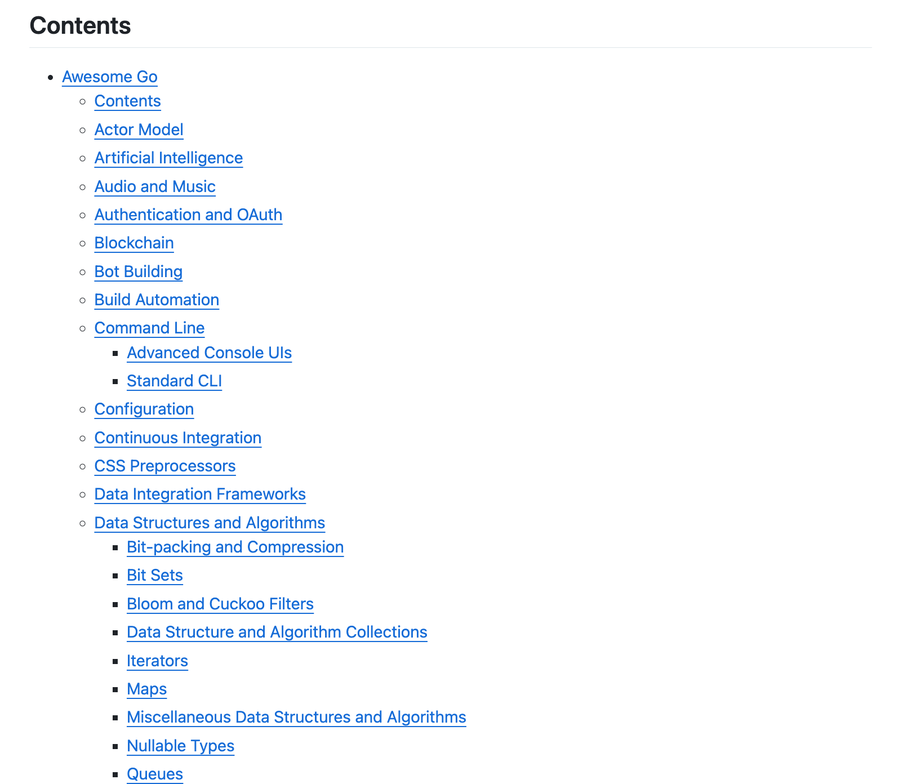 Contents
Awesome Go
Contents
Actor Model
Artificial Intelligence
Audio and Music
Authentication and OAuth
Blockchain
Bot Building
Build Automation
Command Line
Advanced Console UIs
Standard CLI
Configuration
Continuous Integration
CSS Preprocessors
Data Integration Frameworks
Data Structures and Algorithms
Bit-packing and Compression
Bit Sets
Bloom and Cuckoo Filters
Data Structure and Algorithm Collections
Iterators
Maps
Miscellaneous Data Structures and Algorithms
Nullable Types
Queues